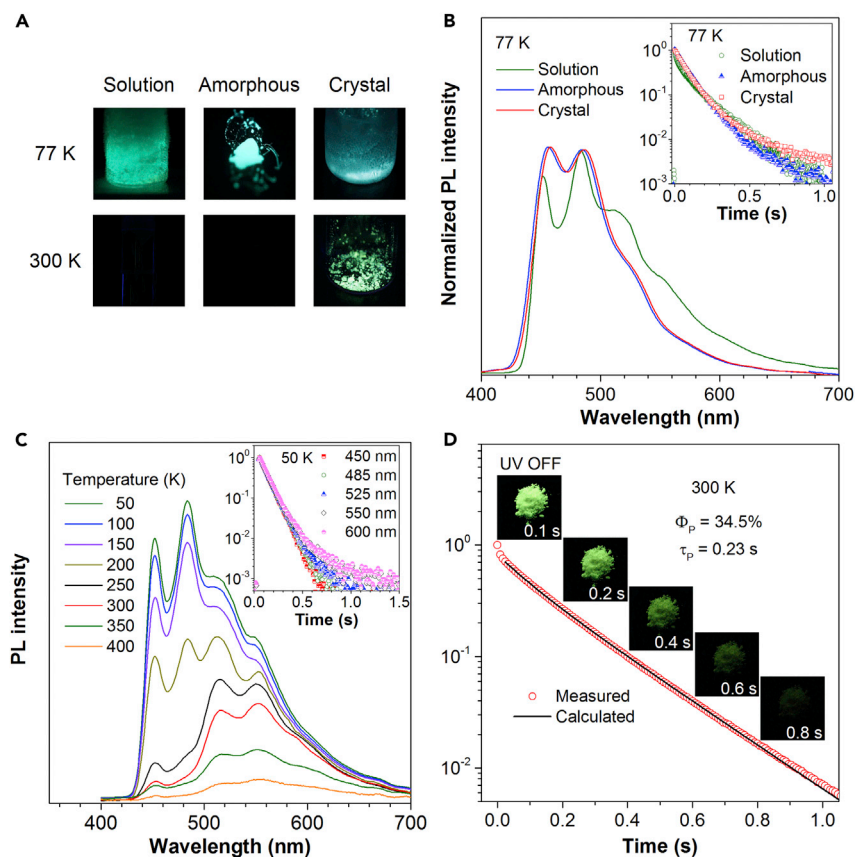 A
Solution Amorphous Crystal
77 K
300 K
B
77 K
Solution
Amorphous
Crystal
Normalized PL intensity
400 500 600 700
Wavelength (nm)
77 K
Solution
Amorphous
Crystal
10^0
10^-1
10^-2
10^-3
0.0 0.5 1.0
Time (s)
C
Temperature (K)
50
100
150
200
250
300
350
400
PL intensity
400 500 600 700
Wavelength (nm)
50 K
450 nm
485 nm
525 nm
550 nm
600 nm
10^0
10^-1
10^-2
10^-3
0.0 0.5 1.0 1.5
Time (s)
D
UV OFF
300 K
Φ_P = 34.5%
τ_P = 0.23 s
0.1 s
0.2 s
0.4 s
0.6 s
0.8 s
Measured
Calculated
10^0
10^-1
10^-2
0.0 0.2 0.4 0.6 0.8 1.0
Time (s)